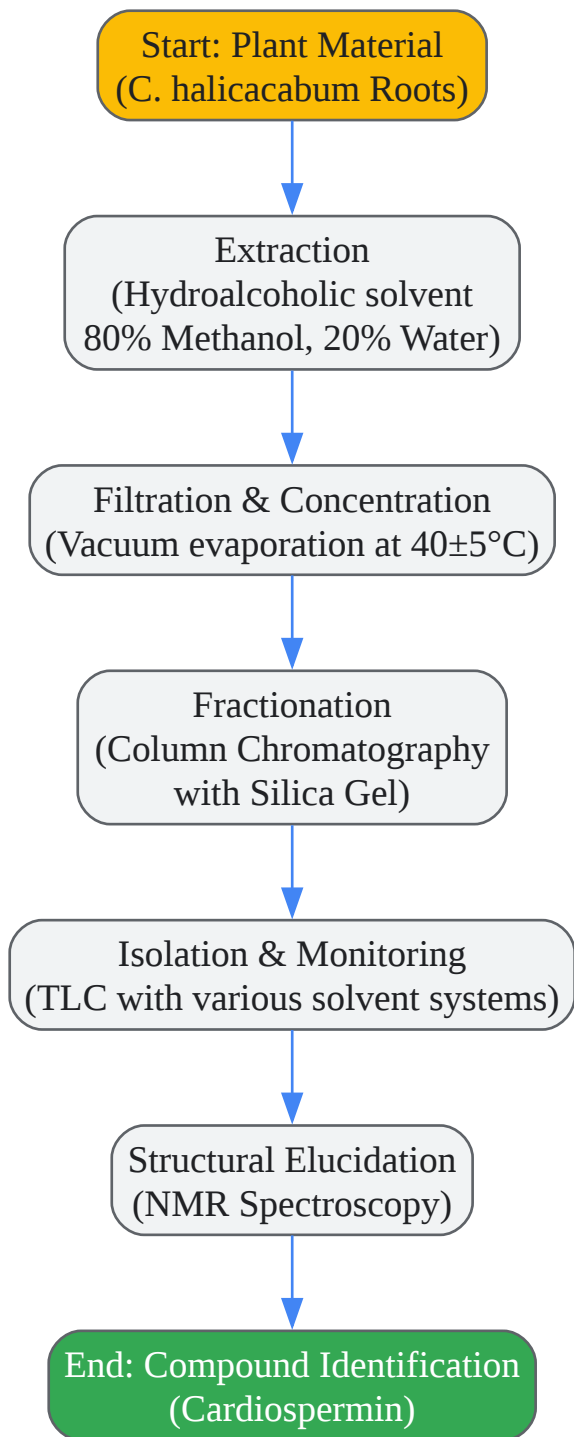 Start: Plant Material
(C. halicacabum Roots)
Extraction
(Hydroalcoholic solvent
80% Methanol, 20% Water)
Filtration & Concentration
(Vacuum evaporation at 40±5°C)
Fractionation
(Column Chromatography
with Silica Gel)
Isolation & Monitoring
(TLC with various solvent systems)
Structural Elucidation
(NMR Spectroscopy)
End: Compound Identification
(Cardiospermin)